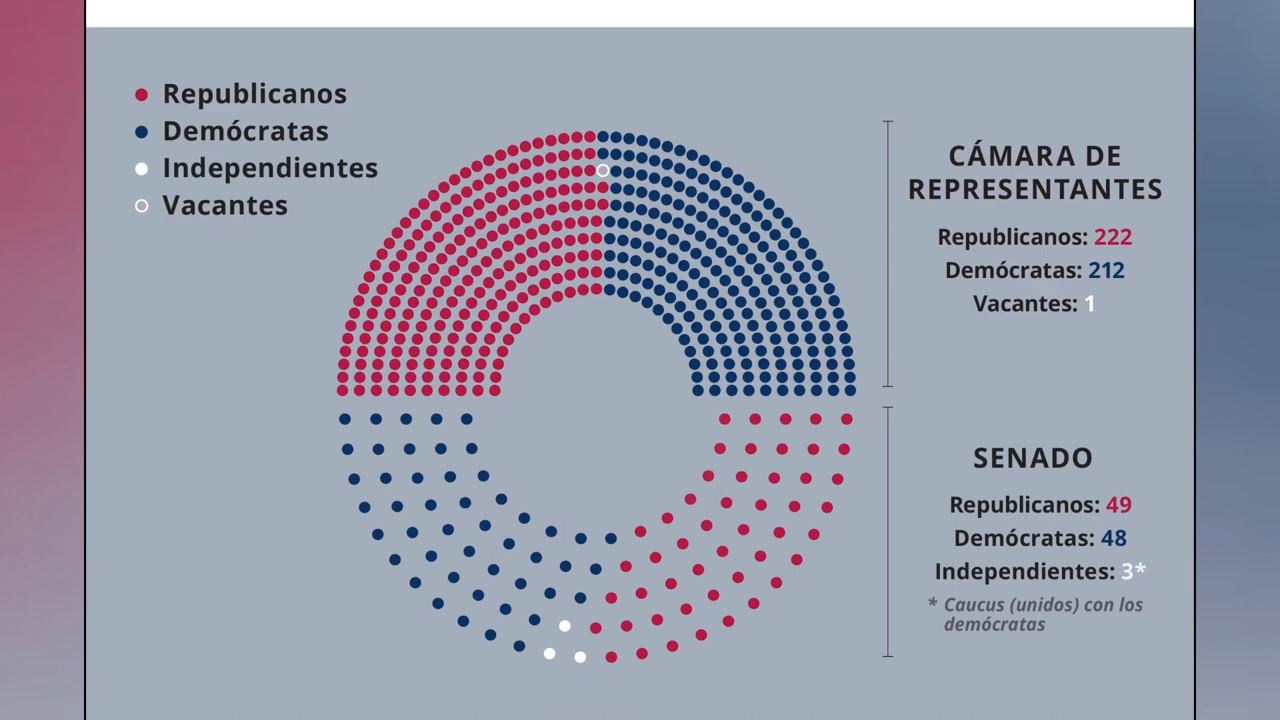 Republicanos
Demócratas
Independientes
Vacantes
CÁMARA DE
REPRESENTANTES
Republicanos: 222
Demócratas: 212
Vacantes: 1
SENADO
Republicanos: 49
Demócratas: 48
Independientes: 3*
* Caucus (unidos) con los
demócratas